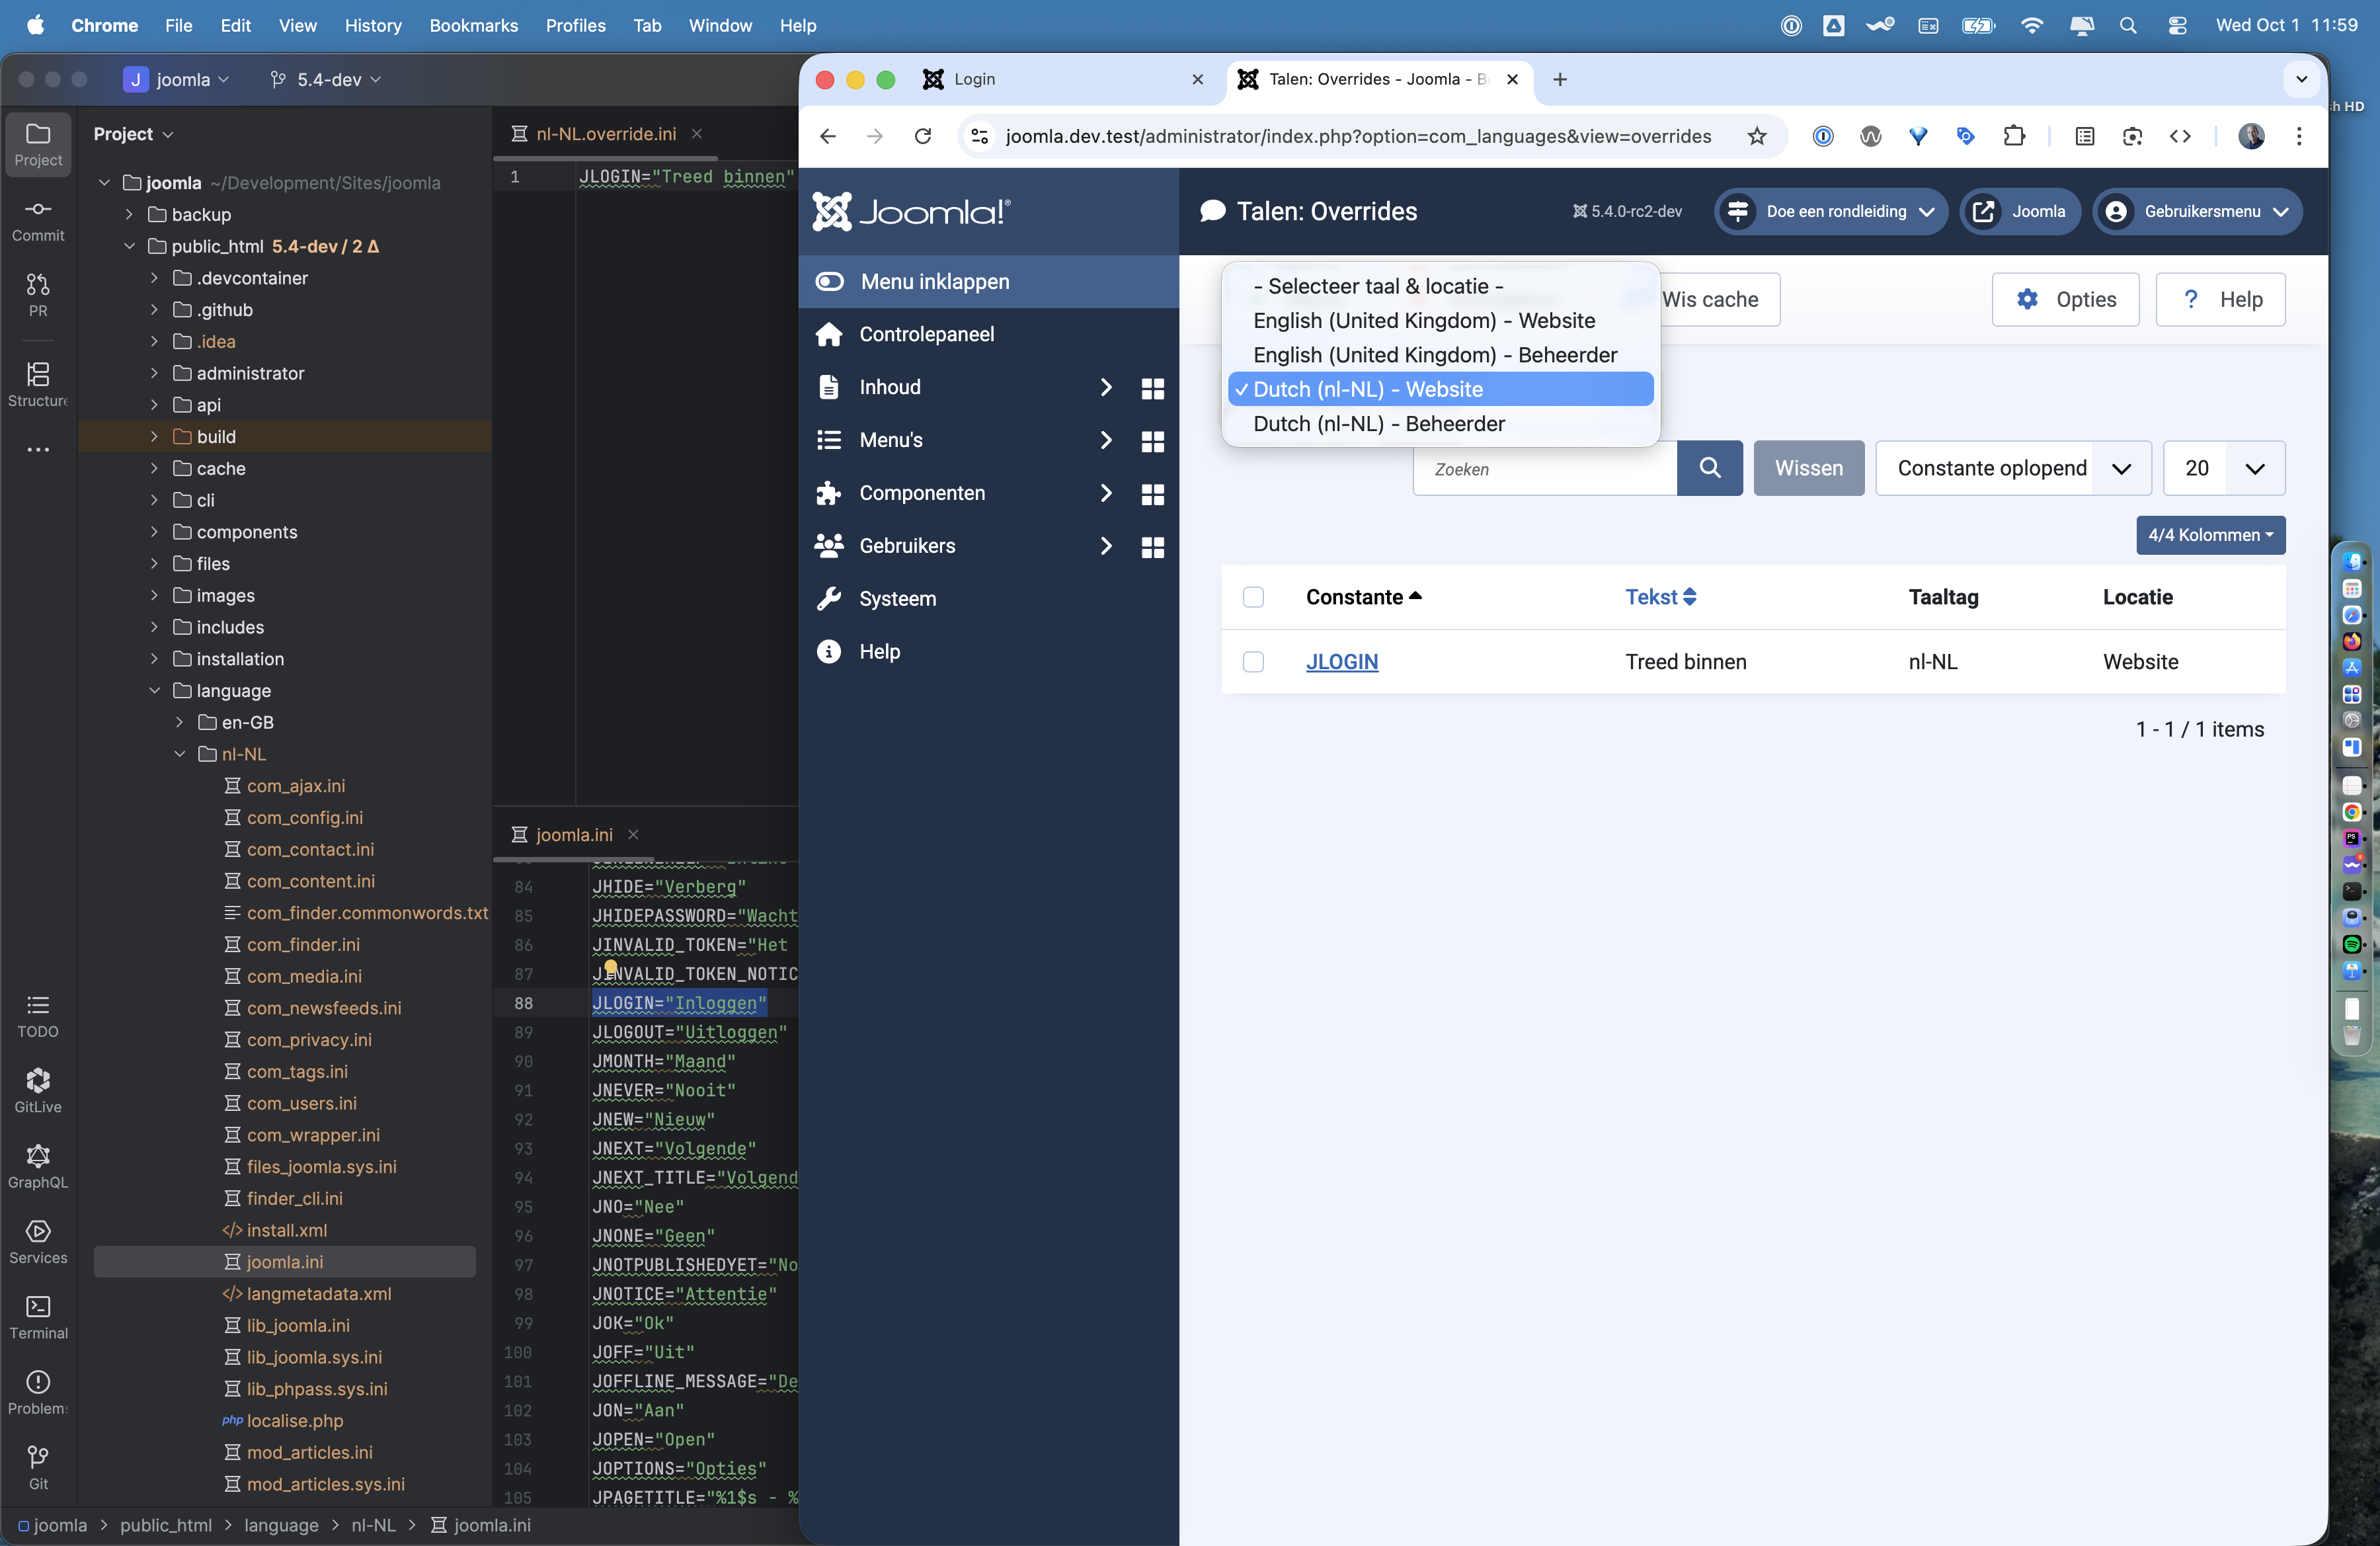 Chrome File Edit View History Bookmarks Profiles Tab Window Help
Wed Oct 1 11:59
J joomla 5.4-dev
Project
Commit
PR
Structure
TODO
GitLive
GraphQL
Services
Terminal
Problems
Git
Project
joomla ~/Development/Sites/joomla
backup
public_html 5.4-dev / 2 Δ
.devcontainer
.github
.idea
administrator
api
build
cache
cli
components
files
images
includes
installation
language
en-GB
nl-NL
com_ajax.ini
com_config.ini
com_contact.ini
com_content.ini
com_finder.commonwords.txt
com_finder.ini
com_media.ini
com_newsfeeds.ini
com_privacy.ini
com_tags.ini
com_users.ini
com_wrapper.ini
files_joomla.sys.ini
finder_cli.ini
install.xml
joomla.ini
langmetadata.xml
lib_joomla.ini
lib_joomla.sys.ini
lib_phpass.sys.ini
php localise.php
mod_articles.ini
mod_articles.sys.ini
joomla > public_html > language > nl-NL > joomla.ini
nl-NL.override.ini
1 JLOGIN="Treed binnen"
joomla.ini
84 JHIDE="Verberg"
85 JHIDEPASSWORD="Wacht
86 JINVALID_TOKEN="Het
87 JINVALID_TOKEN_NOTIC
88 JLOGIN="Inloggen"
89 JLOGOUT="Uitloggen"
90 JMONTH="Maand"
91 JNEVER="Nooit"
92 JNEW="Nieuw"
93 JNEXT="Volgende"
94 JNEXT_TITLE="Volgend
95 JNO="Nee"
96 JNONE="Geen"
97 JNOTPUBLISHEDYET="No
98 JNOTICE="Attentie"
99 JOK="Ok"
100 JOFF="Uit"
101 JOFFLINE_MESSAGE="De
102 JON="Aan"
103 JOPEN="Open"
104 JOPTIONS="Opties"
105 JPAGETITLE="%1$s - %
Login
Talen: Overrides - Joomla - B
joomla.dev.test/administrator/index.php?option=com_languages&view=overrides
Joomla!®
Talen: Overrides
5.4.0-rc2-dev
Doe een rondleiding
Joomla
Gebruikersmenu
Menu inklappen
Controlepaneel
Inhoud
Menu's
Componenten
Gebruikers
Systeem
Help
- Selecteer taal & locatie -
English (United Kingdom) - Website
English (United Kingdom) - Beheerder
✓ Dutch (nl-NL) - Website
Dutch (nl-NL) - Beheerder
Wis cache
Opties
? Help
Zoeken
Wissen
Constante oplopend
20
4/4 Kolommen
Constante Tekst Taaltag Locatie
JLOGIN Treed binnen nl-NL Website
1 - 1 / 1 items
sh HD